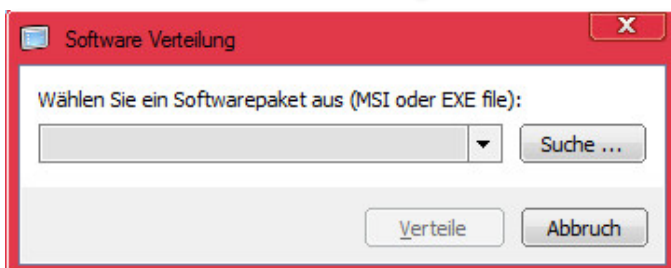 Software Verteilung
X
Wählen Sie ein Softwarepaket aus (MSI oder EXE file):
Suche ...
Verteile
Abbruch